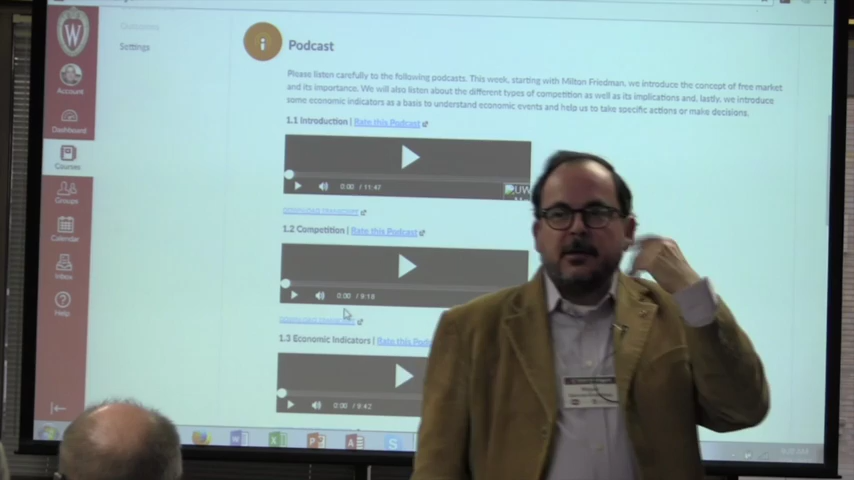 W
Account
Dashboard
Courses
Groups
Calendar
Inbox
Help
Settings
Podcast
Please listen carefully to the following podcasts. This week, starting with Milton Friedman, we introduce the concept of free market
and its importance. We will also listen about the different types of competition as well as its implications and, lastly, we introduce
some economic indicators as a basis to understand economic events and help us to take specific actions or make decisions.
1.1 Introduction | Rate this Podcast
0:00 / 11:47
UW
1.2 Competition | Rate this Podcast
0:00 / 9:18
1.3 Economic Indicators | Rate this Pod
0:00 / 9:42